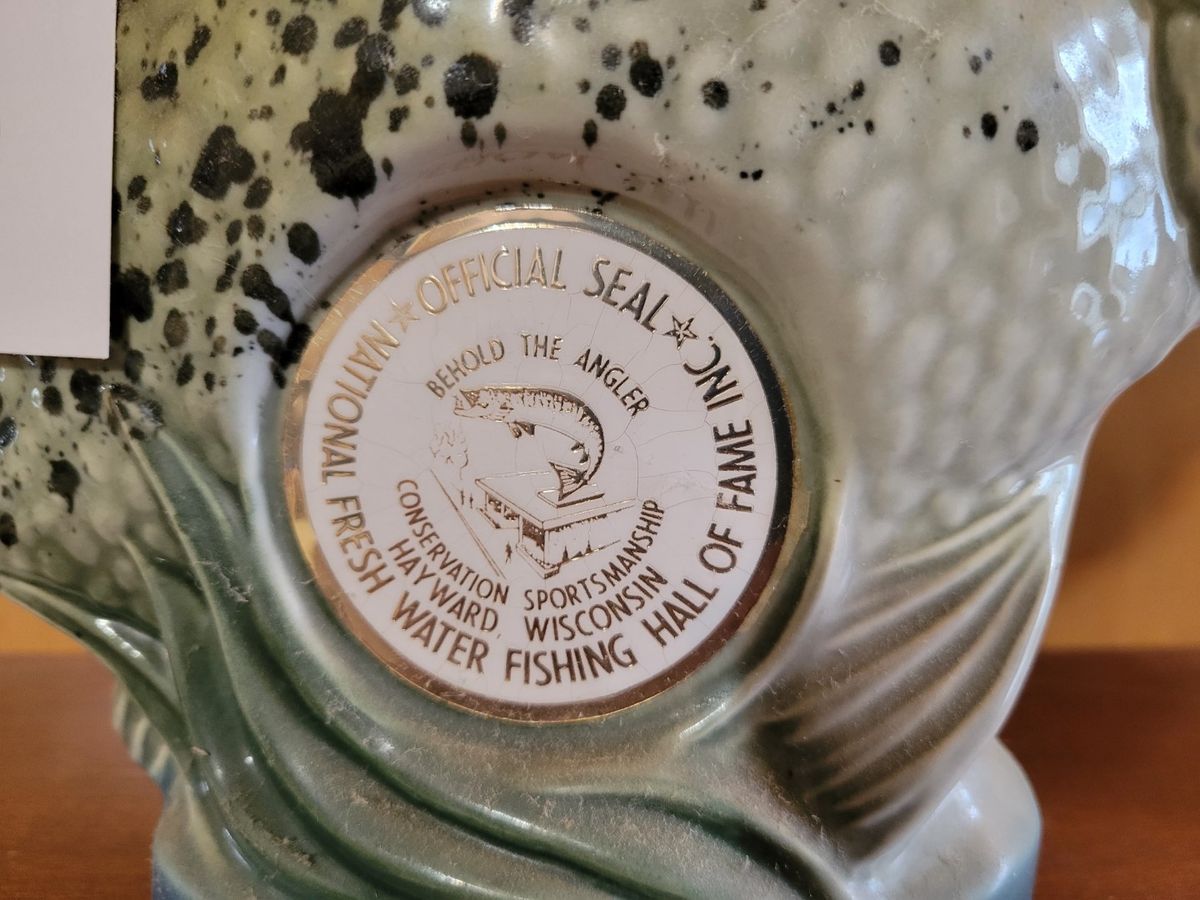 ☆ OFFICIAL SEAL ☆
NATIONAL FRESH WATER FISHING HALL OF FAME INC.
BEHOLD THE ANGLER
CONSERVATION SPORTSMANSHIP
HAYWARD, WISCONSIN